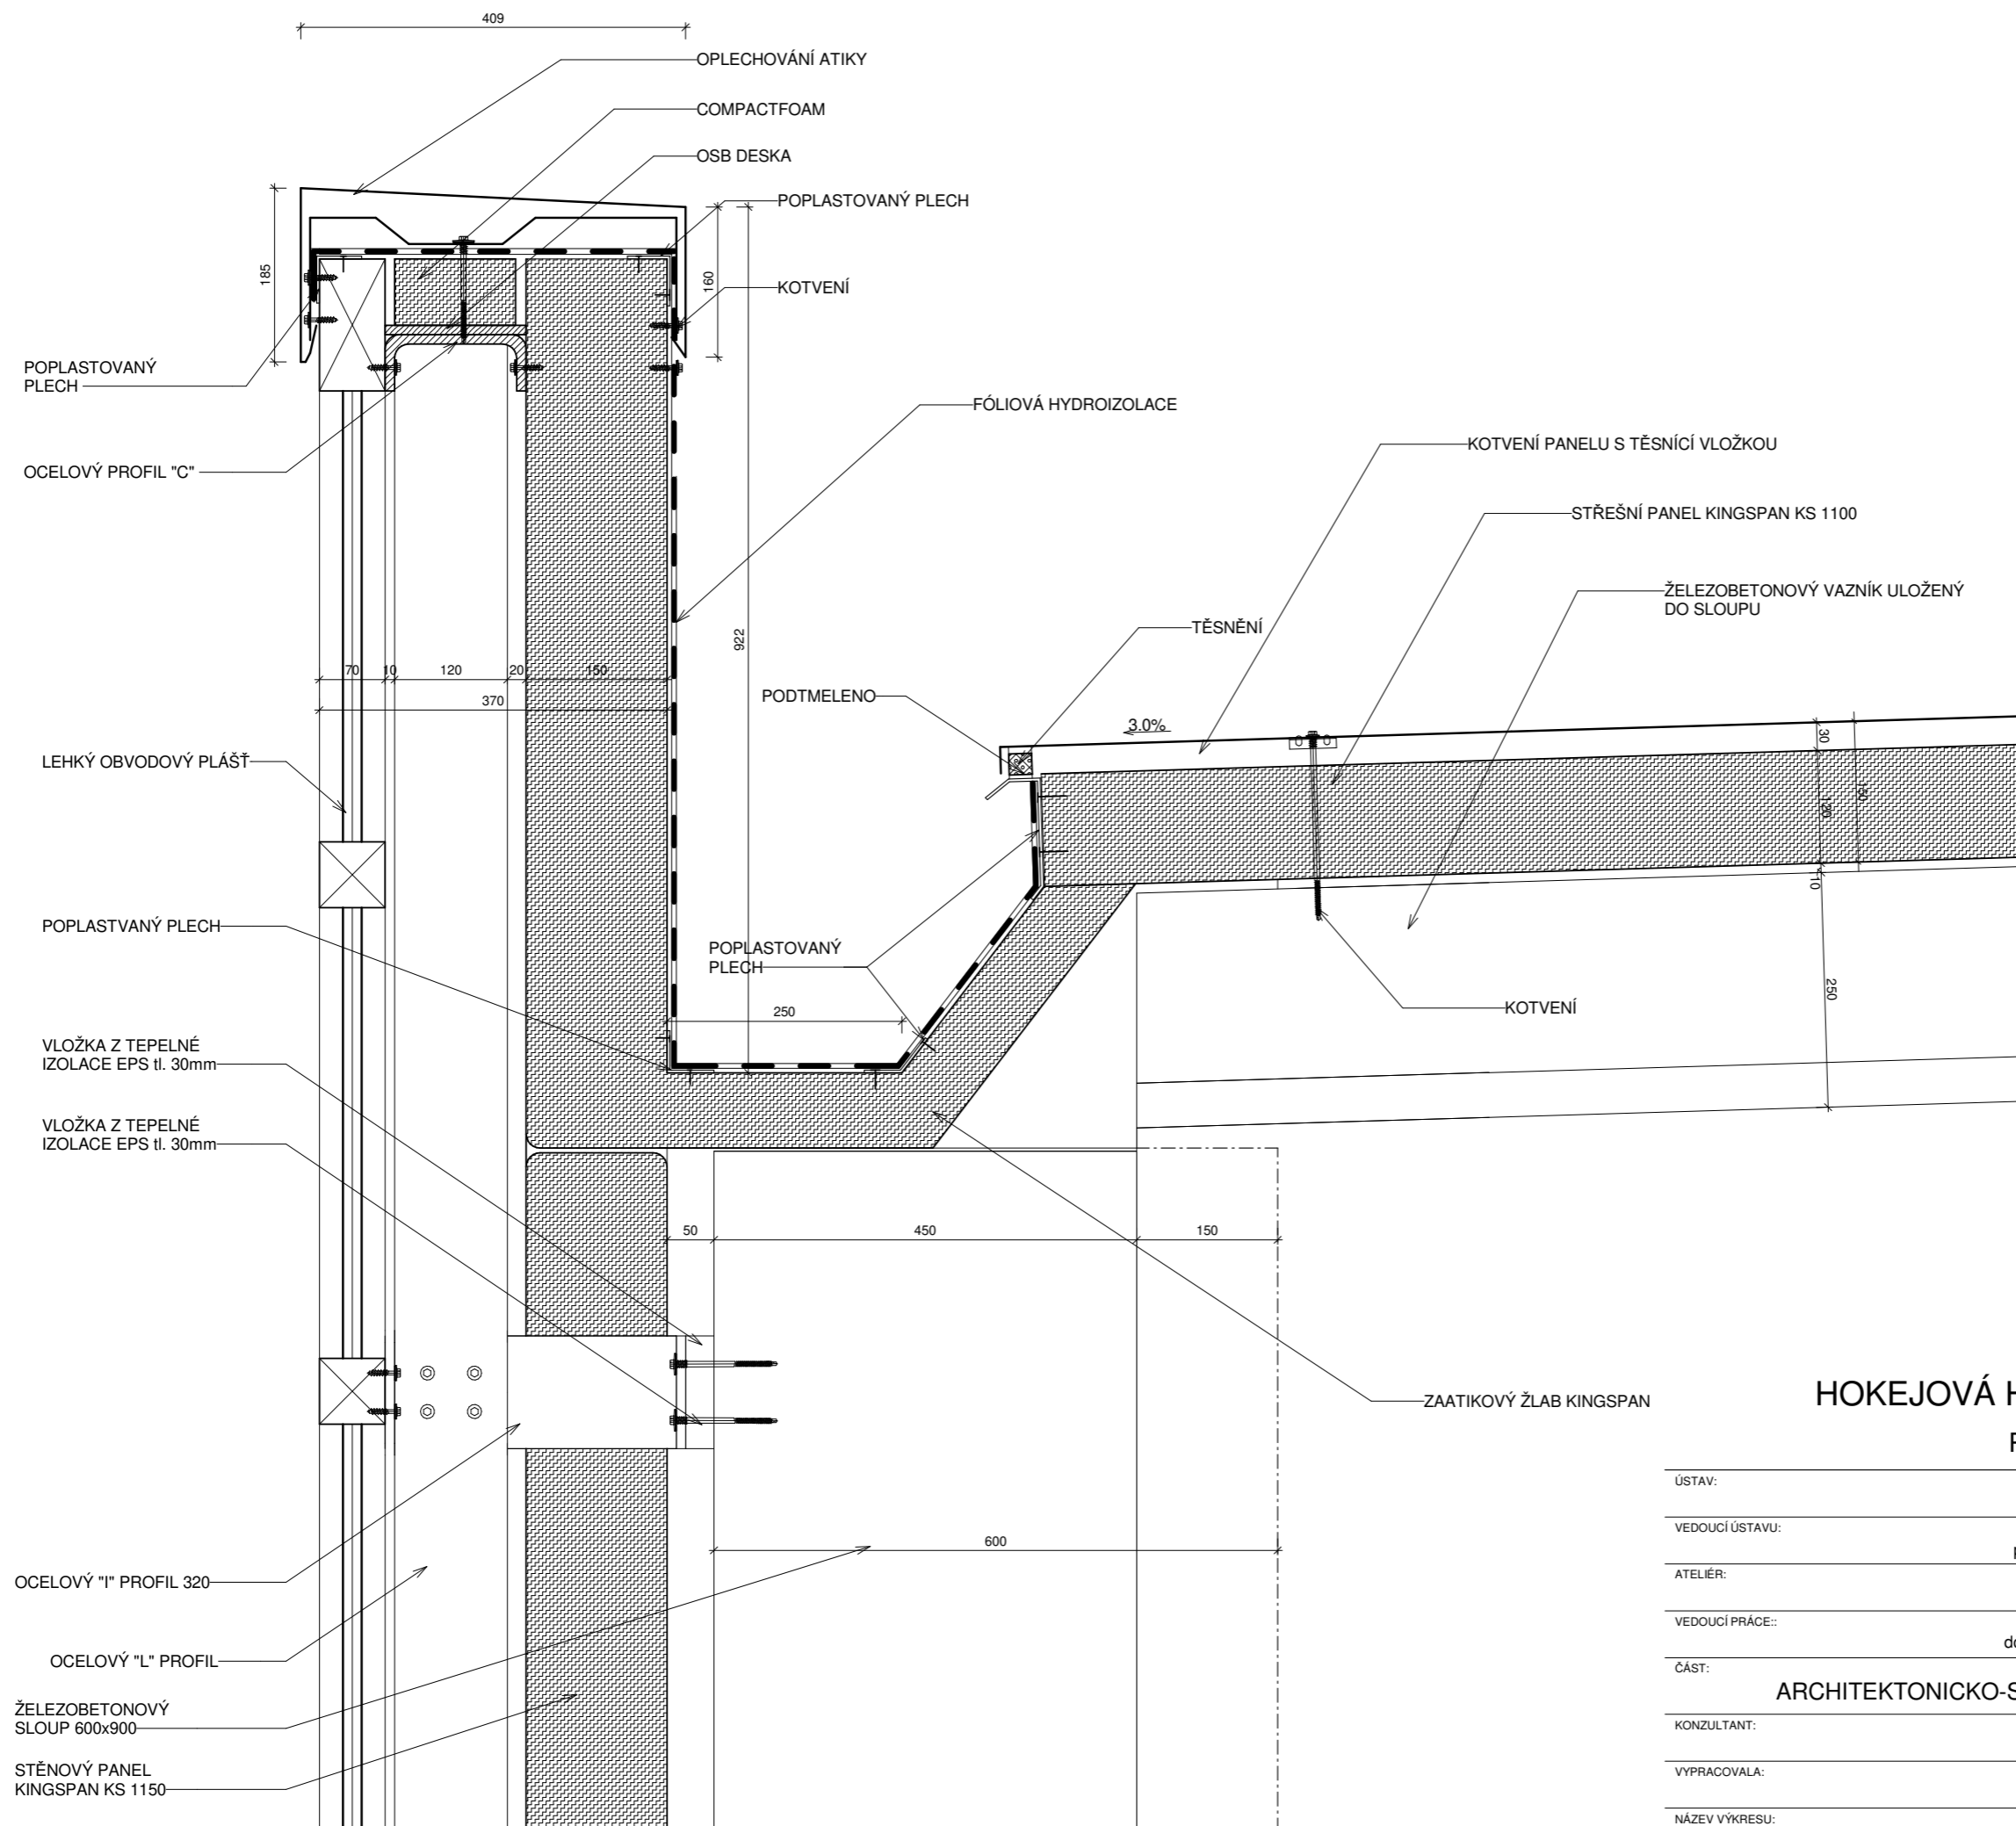 409
OPLECHOVÁNÍ ATIKY
COMPACTFOAM
OSB DESKA
POPLASTOVANÝ PLECH
185
160
KOTVENÍ
POPLASTOVANÝ
PLECH
FÓLIOVÁ HYDROIZOLACE
OCELOVÝ PROFIL "C"
KOTVENÍ PANELU S TĚSNÍCÍ VLOŽKOU
STŘEŠNÍ PANEL KINGSPAN KS 1100
ŽELEZOBETONOVÝ VAZNÍK ULOŽENÝ
DO SLOUPU
TĚSNĚNÍ
922
70 10 120 20 150
370
PODTMELENO
3.0%
30
120
150
10
250
LEHKÝ OBVODOVÝ PLÁŠŤ
POPLASTVANÝ PLECH
POPLASTOVANÝ
PLECH
KOTVENÍ
250
VLOŽKA Z TEPELNÉ
IZOLACE EPS tl. 30mm
VLOŽKA Z TEPELNÉ
IZOLACE EPS tl. 30mm
50 450 150
ZAATIKOVÝ ŽLAB KINGSPAN
600
OCELOVÝ "I" PROFIL 320
OCELOVÝ "L" PROFIL
ŽELEZOBETONOVÝ
SLOUP 600x900
STĚNOVÝ PANEL
KINGSPAN KS 1150
HOKEJOVÁ
ÚSTAV:
VEDOUCÍ ÚSTAVU:
ATELIÉR:
VEDOUCÍ PRÁCE::
ČÁST:
ARCHITEKTONICKO-S
KONZULTANT:
VYPRACOVALA:
NÁZEV VÝKRESU: